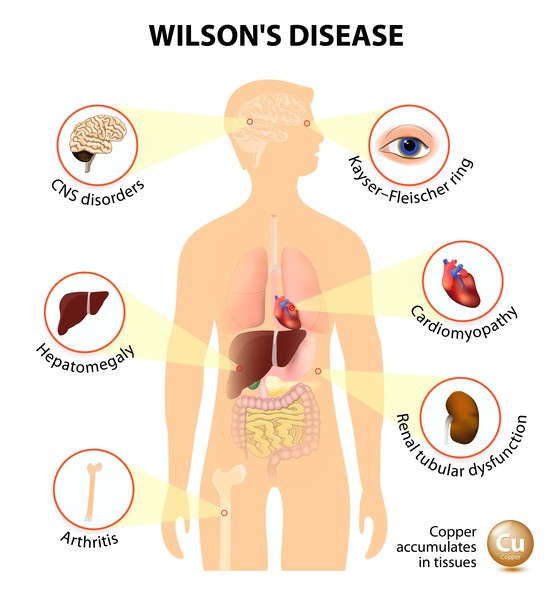 WILSON'S DISEASE
CNS disorders
Kayser–Fleischer ring
Cardiomyopathy
Hepatomegaly
Renal tubular dysfunction
Arthritis
Copper
accumulates
in tissues
Cu
Copper